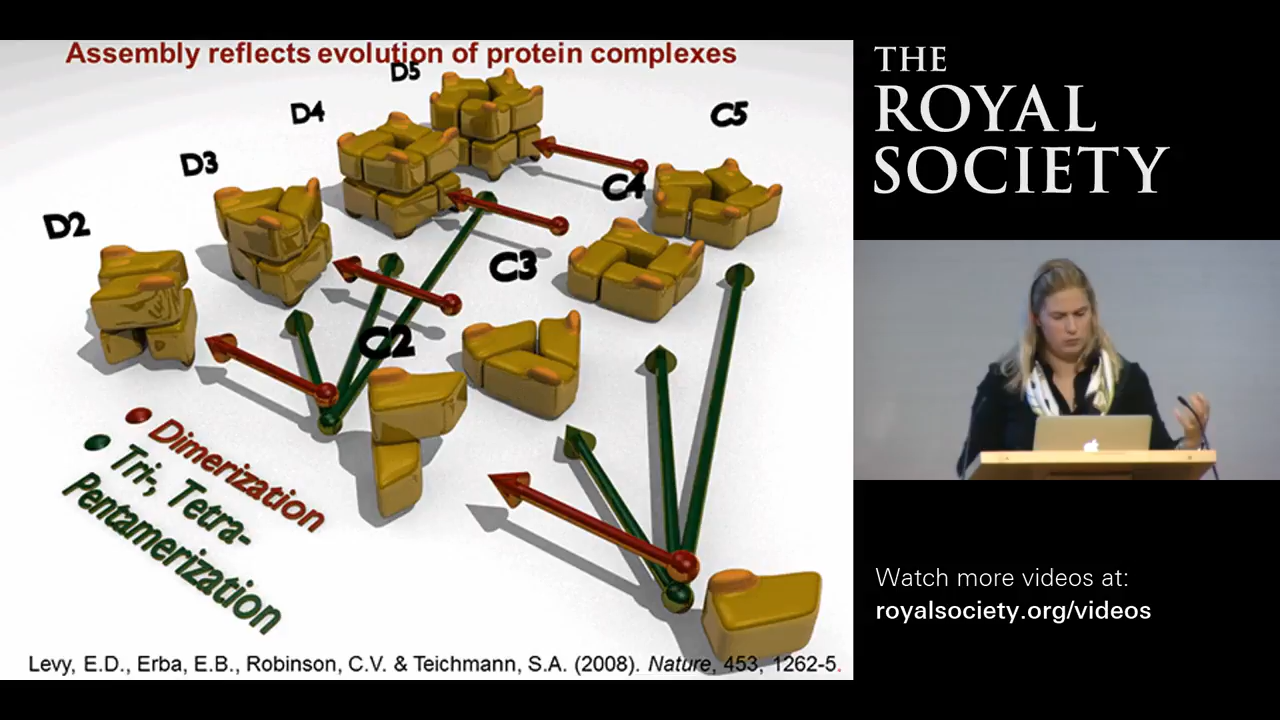 Assembly reflects evolution of protein complexes
D5
D4
C5
D3
C4
D2
C3
C2
Dimerization
Tri-, Tetra-
Pentamerization
Levy, E.D., Erba, E.B., Robinson, C.V. & Teichmann, S.A. (2008). Nature, 453, 1262-5.
THE
ROYAL
SOCIETY
Watch more videos at:
royalsociety.org/videos